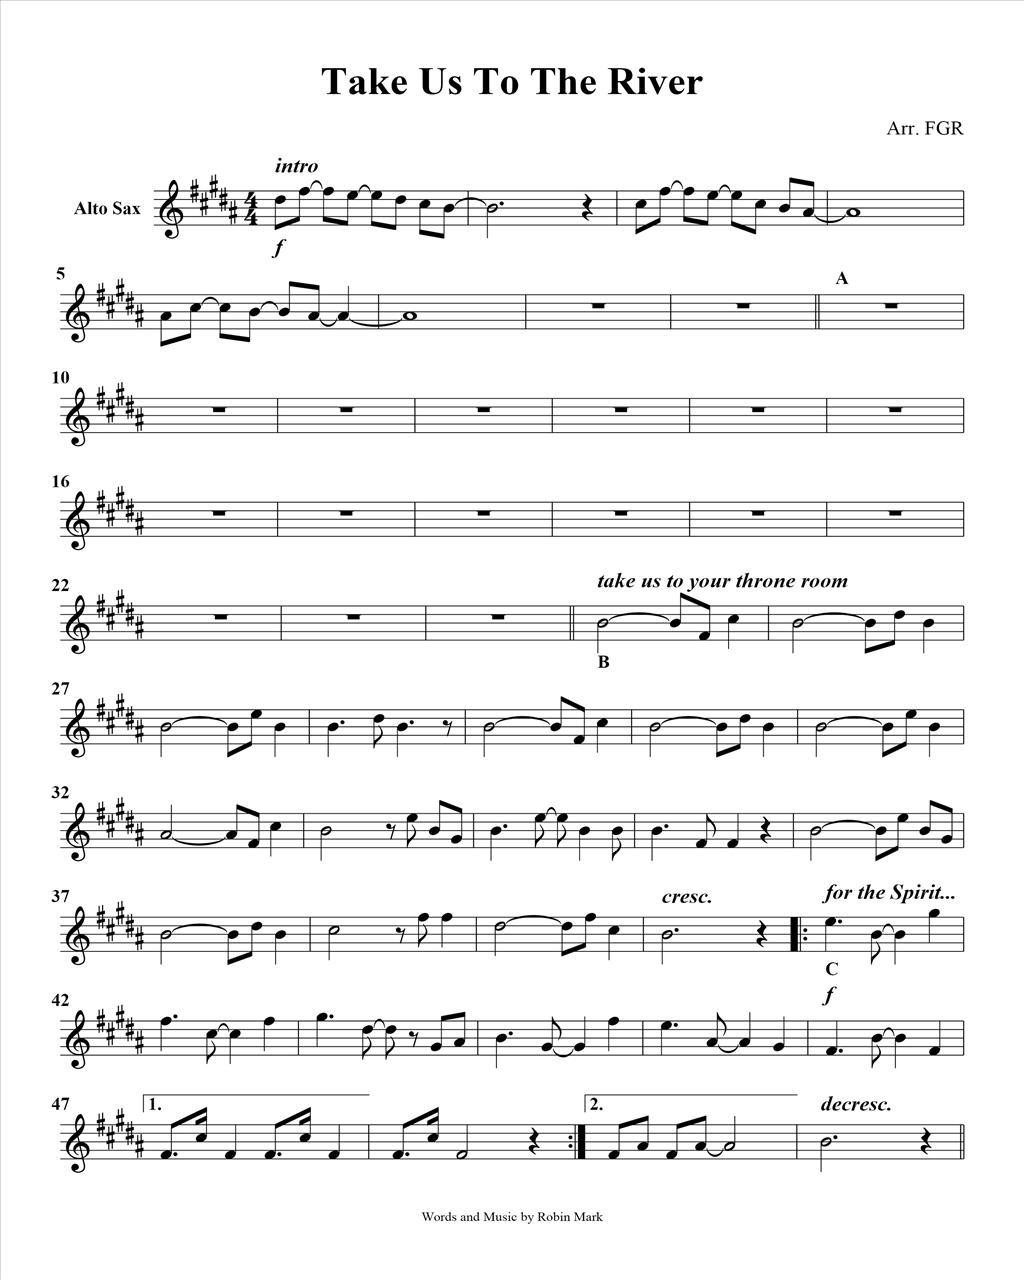 Take Us To The River
Arr. FGR
intro
Alto Sax
4
4
f
5
A
10
16
22
take us to your throne room
B
27
32
37
cresc.
for the Spirit...
C
f
42
47
1.
2.
decresc.
Words and Music by Robin Mark